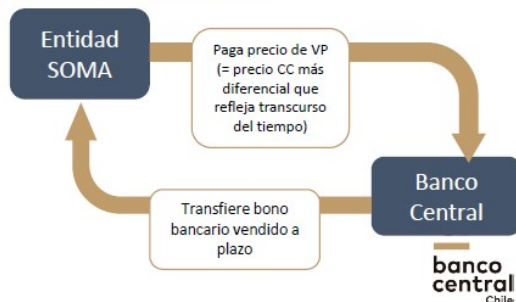 Entidad
SOMA
Paga precio de VP
(= precio CC más
diferencial que
refleja transcurso
del tiempo)
Banco
Central
Transfiere bono
bancario vendido a
plazo
banco
central
Chile